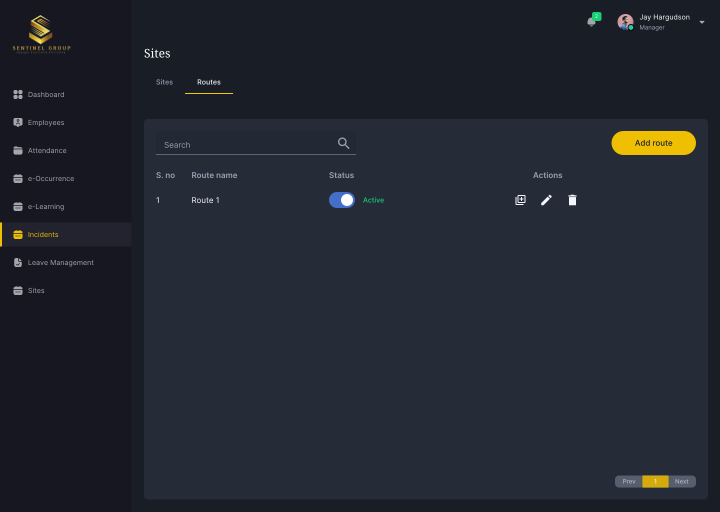 SENTINEL GROUP
Dashboard
Employees
Attendance
e-Occurrence
e-Learning
Incidents
Leave Management
Sites
2
Jay Hargudson
Manager
Sites
Sites Routes
Search
Add route
S. no Route name Status Actions
1 Route 1 Active
Prev 1 Next